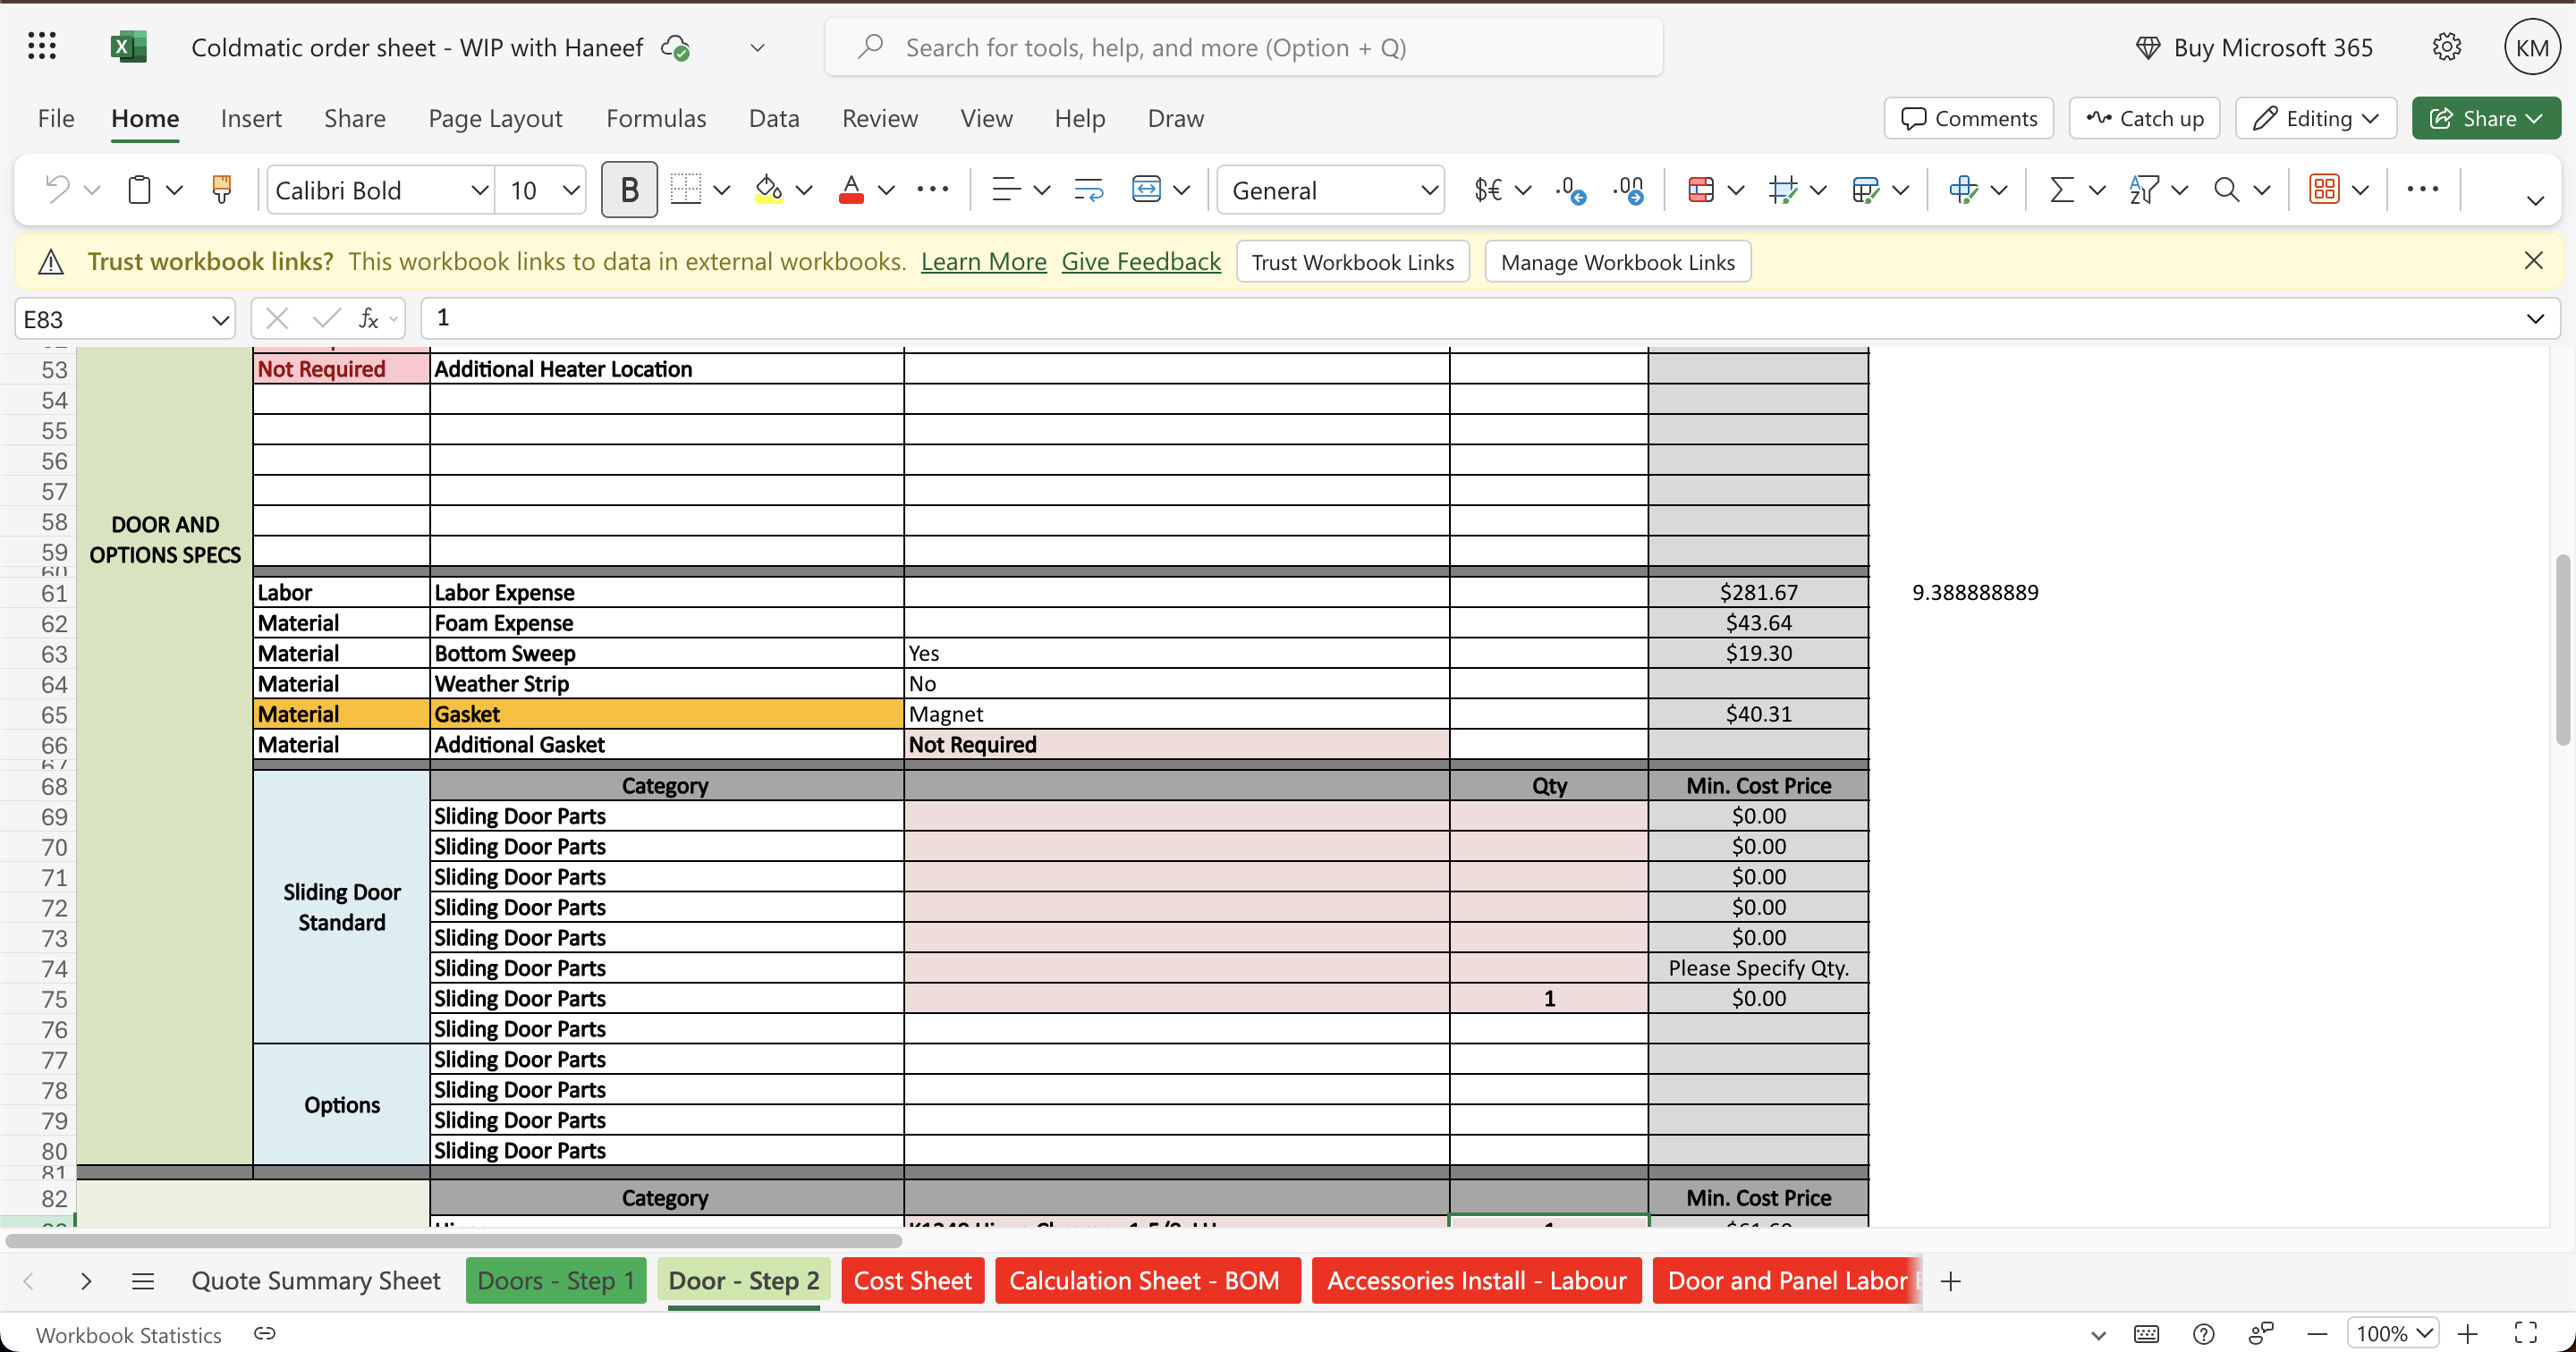 Coldmatic order sheet - WIP with Haneef
Search for tools, help, and more (Option + Q)
Buy Microsoft 365
KM
File Home Insert Share Page Layout Formulas Data Review View Help Draw
Comments Catch up Editing Share
Calibri Bold 10 B General
Trust workbook links? This workbook links to data in external workbooks. Learn More Give Feedback Trust Workbook Links Manage Workbook Links
E83 fx 1
53 Not Required Additional Heater Location
54
55
56
57
58
59
60
DOOR AND
OPTIONS SPECS
61 Labor Labor Expense $281.67 9.388888889
62 Material Foam Expense $43.64
63 Material Bottom Sweep Yes $19.30
64 Material Weather Strip No
65 Material Gasket Magnet $40.31
66 Material Additional Gasket Not Required
67
68 Category Qty Min. Cost Price
69 Sliding Door Parts $0.00
70 Sliding Door Parts $0.00
71 Sliding Door Parts $0.00
72 Sliding Door Parts $0.00
Sliding Door
Standard
73 Sliding Door Parts $0.00
74 Sliding Door Parts Please Specify Qty.
75 Sliding Door Parts 1 $0.00
76 Sliding Door Parts
77 Sliding Door Parts
78 Sliding Door Parts
Options
79 Sliding Door Parts
80 Sliding Door Parts
81
82 Category Min. Cost Price
Quote Summary Sheet Doors - Step 1 Door - Step 2 Cost Sheet Calculation Sheet - BOM Accessories Install - Labour Door and Panel Labor
Workbook Statistics
100%